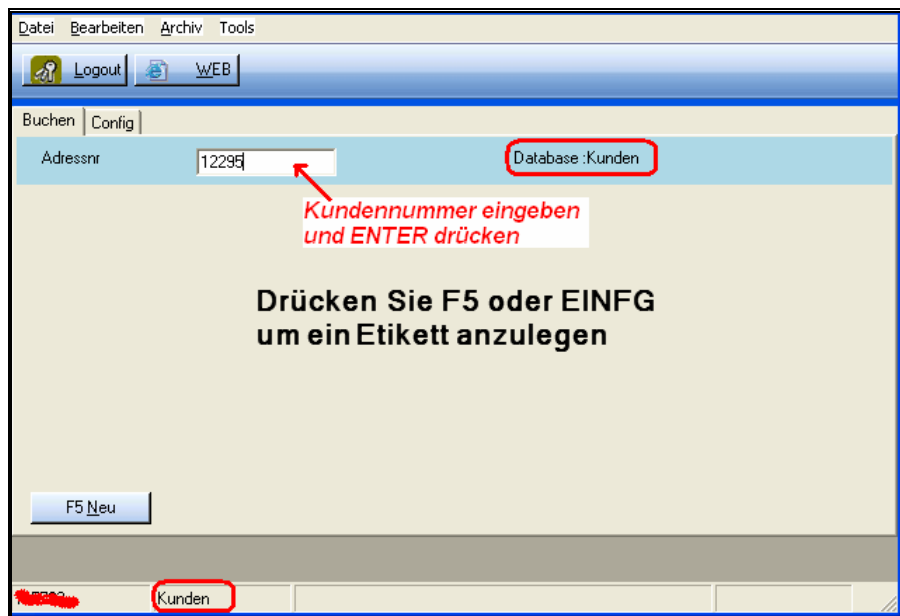 Datei Bearbeiten Archiv Tools
Logout WEB
Buchen Config
Adressnr 12295 Database :Kunden
Kundennummer eingeben
und ENTER drücken
Drücken Sie F5 oder EINFG
um ein Etikett anzulegen
F5 Neu
Kunden